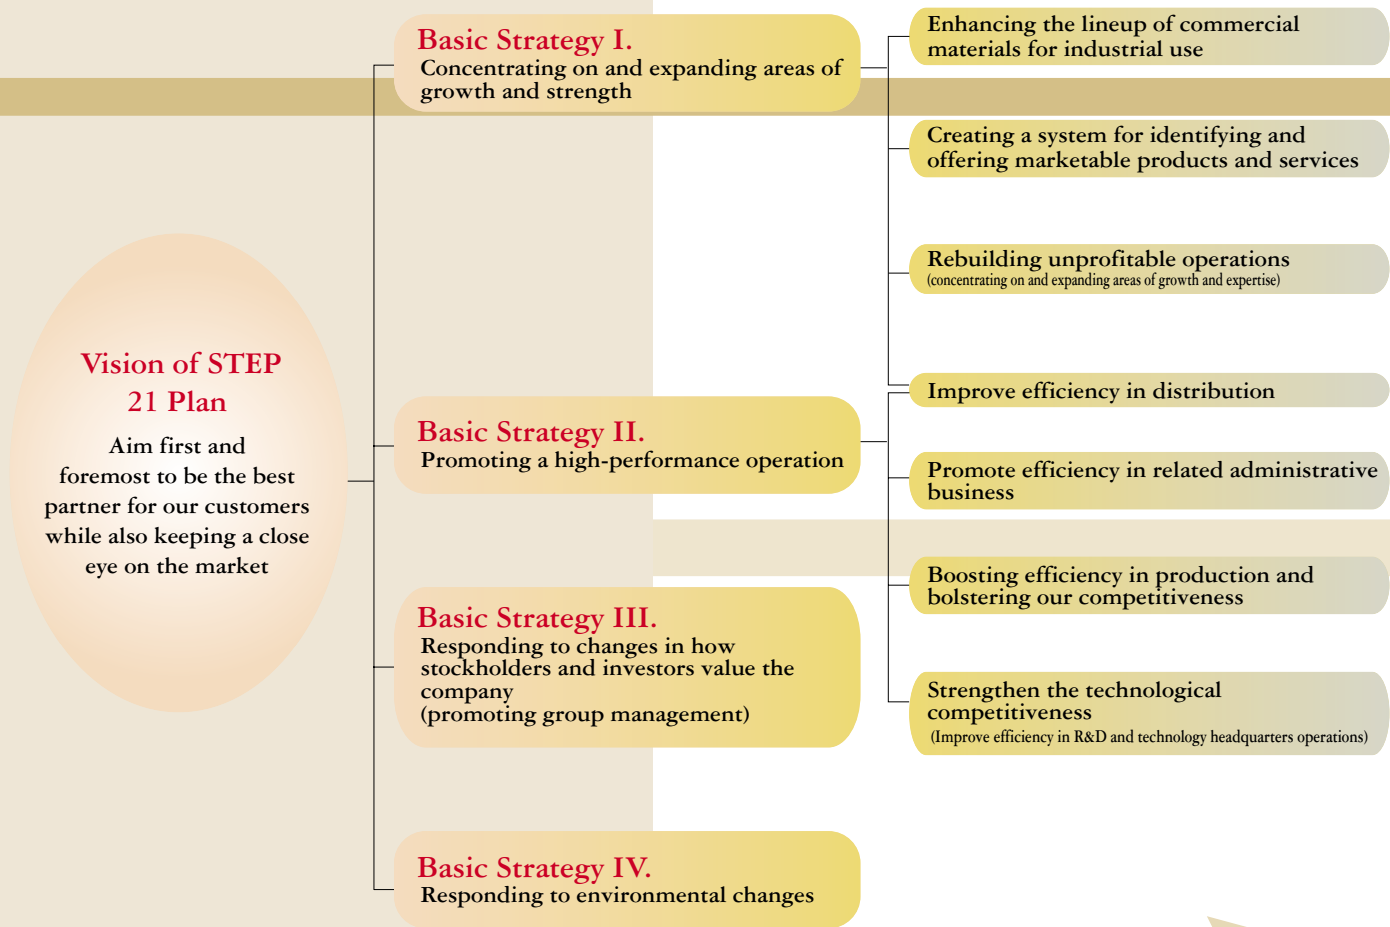 Vision of STEP
21 Plan
Aim first and
foremost to be the best
partner for our customers
while also keeping a close
eye on the market
Basic Strategy I.
Concentrating on and expanding areas of
growth and strength
Basic Strategy II.
Promoting a high-performance operation
Basic Strategy III.
Responding to changes in how
stockholders and investors value the
company
(promoting group management)
Basic Strategy IV.
Responding to environmental changes
Enhancing the lineup of commercial
materials for industrial use
Creating a system for identifying and
offering marketable products and services
Rebuilding unprofitable operations
(concentrating on and expanding areas of growth and expertise)
Improve efficiency in distribution
Promote efficiency in related administrative
business
Boosting efficiency in production and
bolstering our competitiveness
Strengthen the technological
competitiveness
(Improve efficiency in R&D and technology headquarters operations)